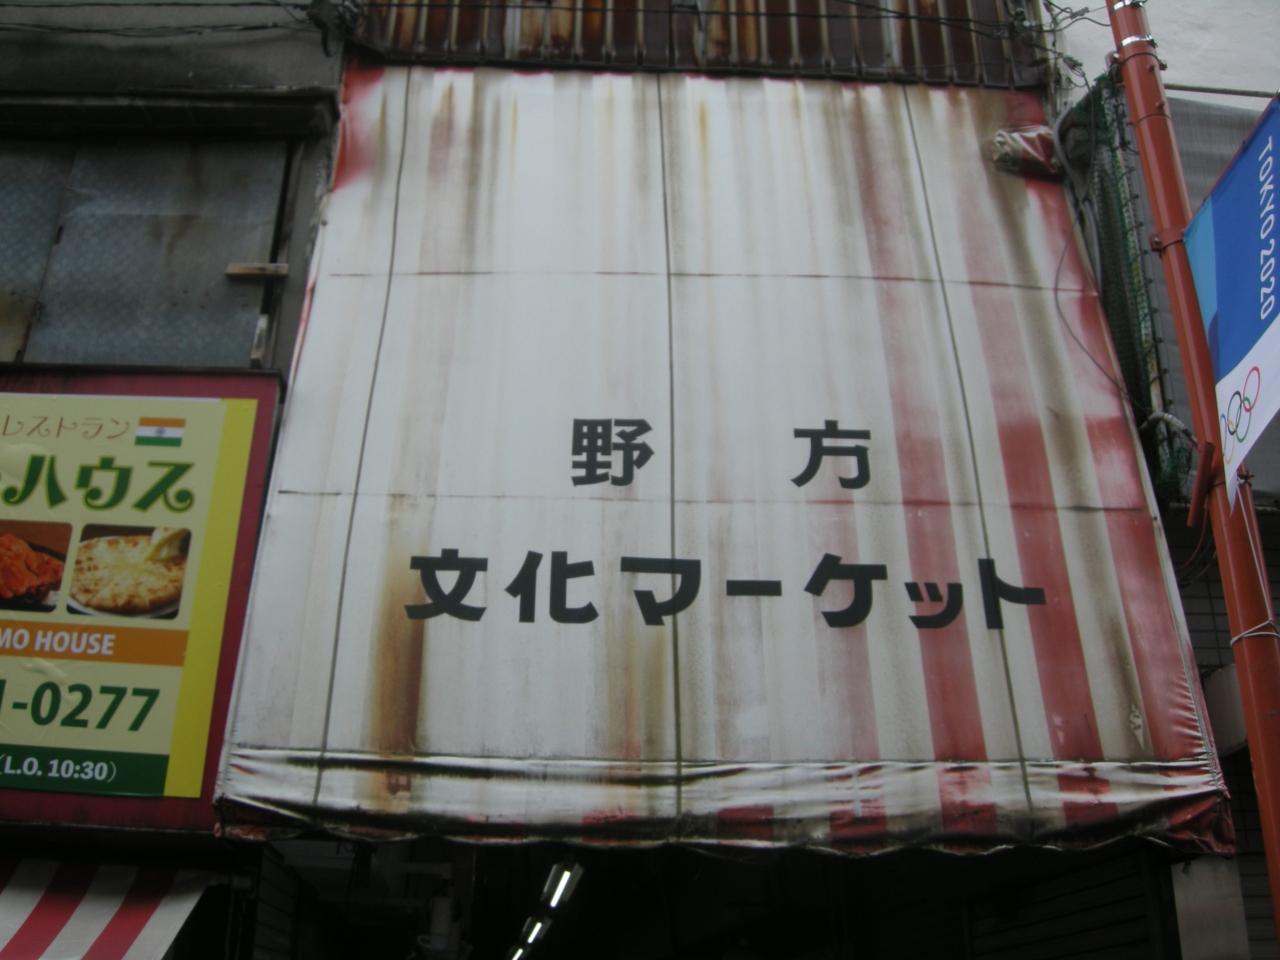 野方
文化マーケット
レストラン
ハウス
MO HOUSE
-0277
(L.O. 10:30)
TOKYO 2020